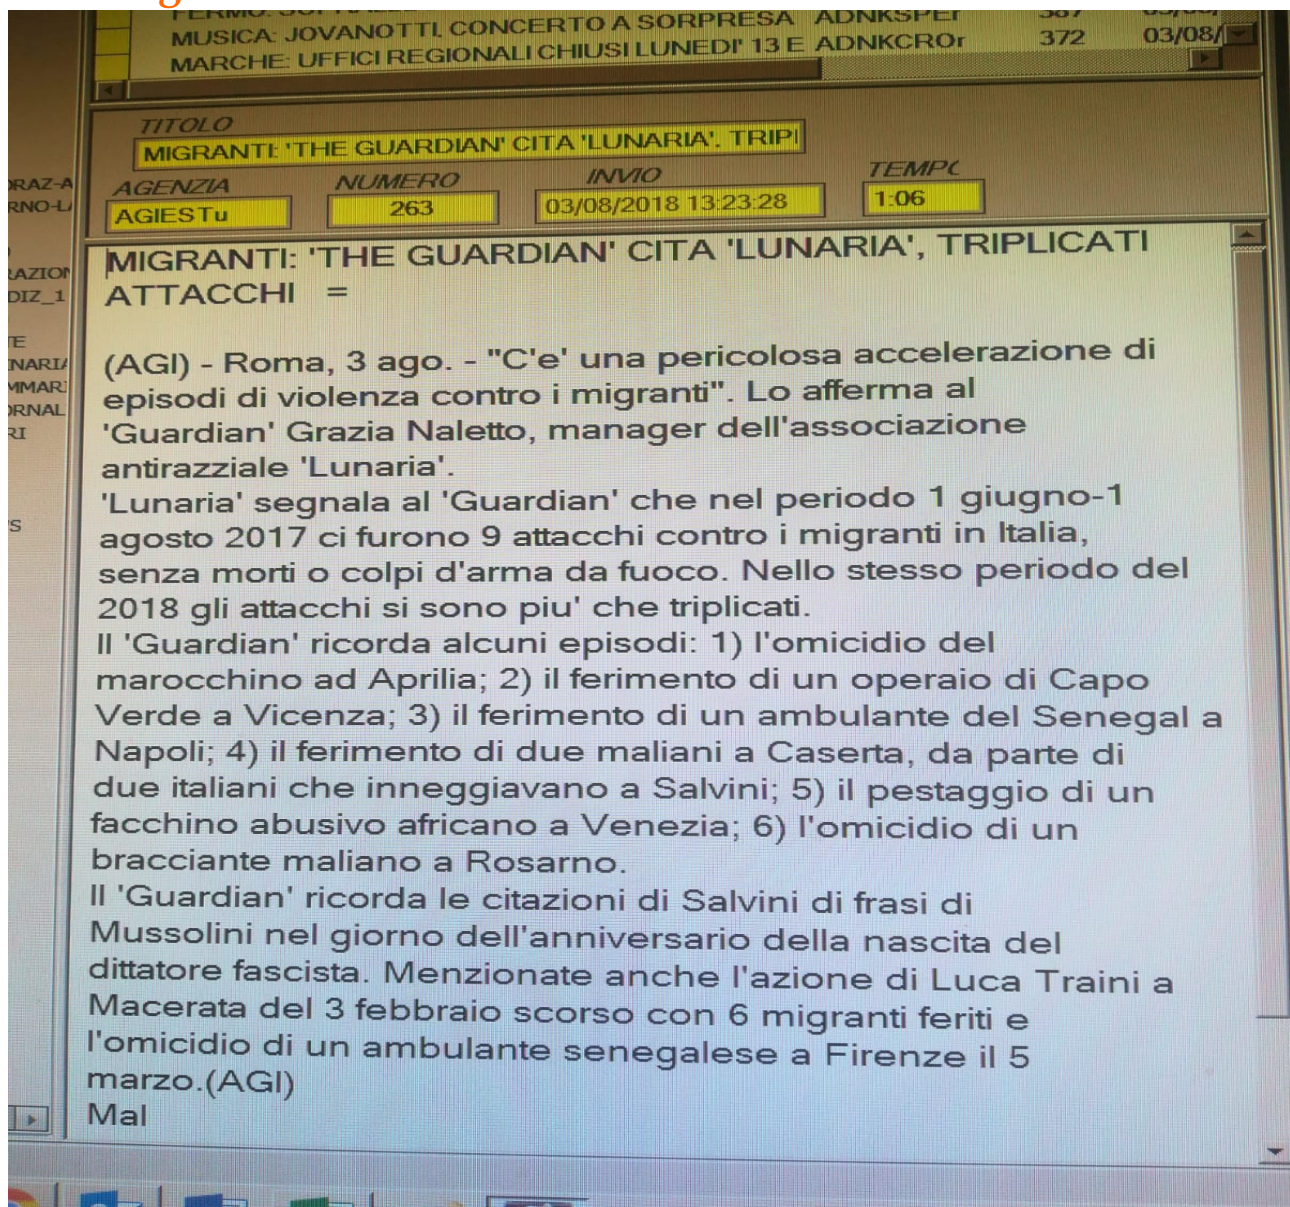 MUSICA: JOVANOTTI, CONCERTO A SORPRESA ADNKSPEr 387
MARCHE: UFFICI REGIONALI CHIUSI LUNEDI' 13 E ADNKCROr 372 03/08/
TITOLO
MIGRANTI: 'THE GUARDIAN' CITA 'LUNARIA', TRIPI
AGENZIA NUMERO INVIO TEMPO
AGIESTu 263 03/08/2018 13:23:28 1:06
MIGRANTI: 'THE GUARDIAN' CITA 'LUNARIA', TRIPLICATI
ATTACCHI =
(AGI) - Roma, 3 ago. - "C'e' una pericolosa accelerazione di
episodi di violenza contro i migranti". Lo afferma al
'Guardian' Grazia Naletto, manager dell'associazione
antirazziale 'Lunaria'.
'Lunaria' segnala al 'Guardian' che nel periodo 1 giugno-1
agosto 2017 ci furono 9 attacchi contro i migranti in Italia,
senza morti o colpi d'arma da fuoco. Nello stesso periodo del
2018 gli attacchi si sono piu' che triplicati.
Il 'Guardian' ricorda alcuni episodi: 1) l'omicidio del
marocchino ad Aprilia; 2) il ferimento di un operaio di Capo
Verde a Vicenza; 3) il ferimento di un ambulante del Senegal a
Napoli; 4) il ferimento di due maliani a Caserta, da parte di
due italiani che inneggiavano a Salvini; 5) il pestaggio di un
facchino abusivo africano a Venezia; 6) l'omicidio di un
bracciante maliano a Rosarno.
Il 'Guardian' ricorda le citazioni di Salvini di frasi di
Mussolini nel giorno dell'anniversario della nascita del
dittatore fascista. Menzionate anche l'azione di Luca Traini a
Macerata del 3 febbraio scorso con 6 migranti feriti e
l'omicidio di un ambulante senegalese a Firenze il 5
marzo.(AGI)
Mal